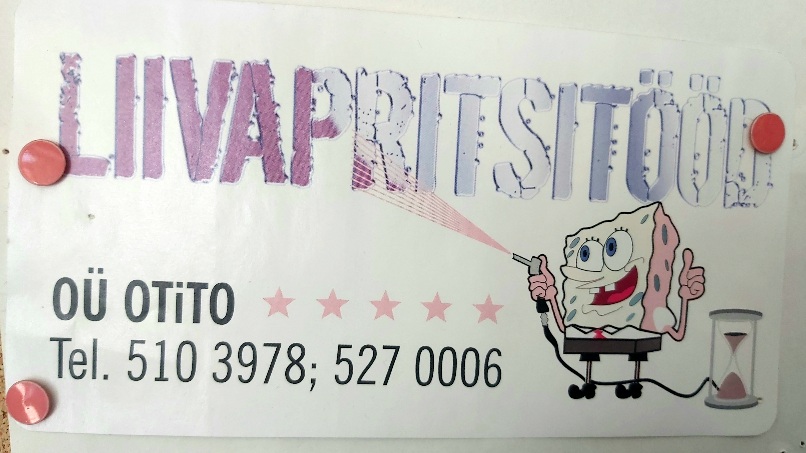 LIIVAPRITSITÖÖD
OÜ OTiTO
Tel. 510 3978; 527 0006